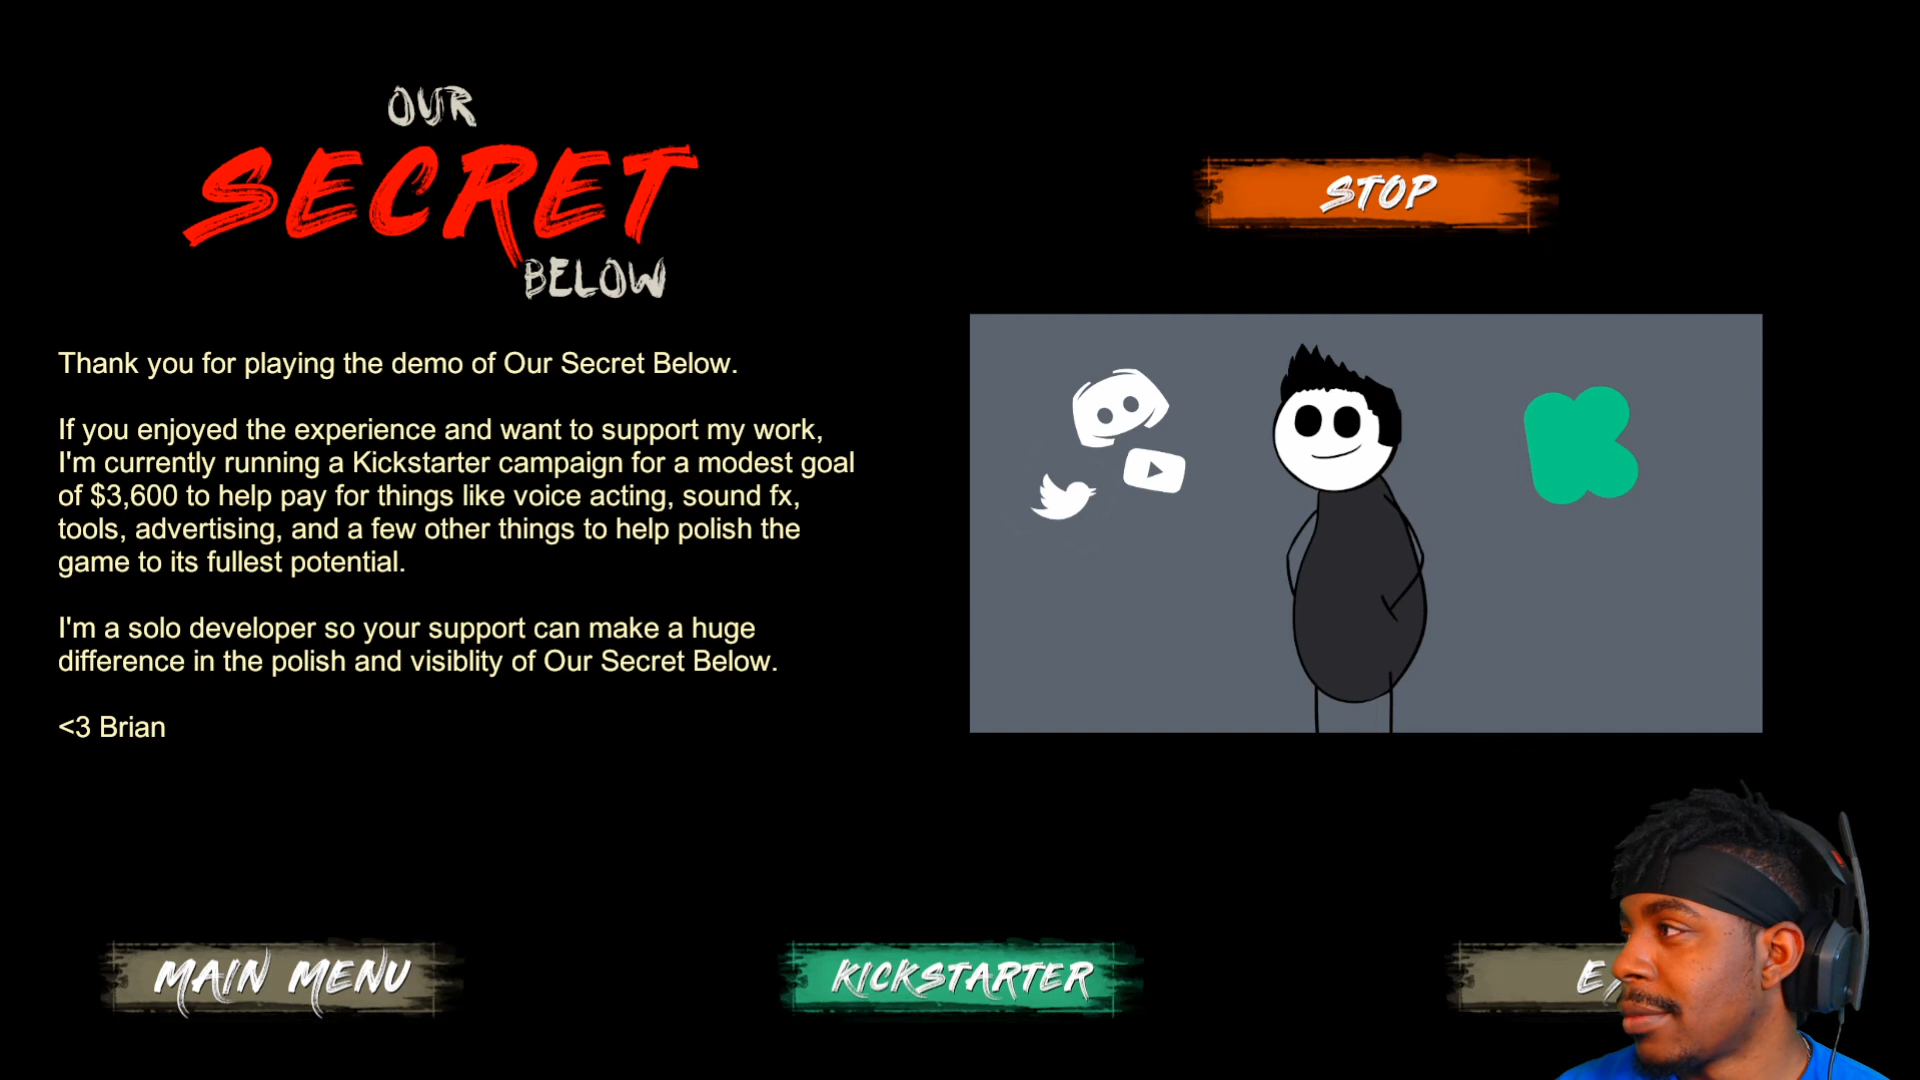 OUR
SECRET
BELOW
STOP
Thank you for playing the demo of Our Secret Below.
If you enjoyed the experience and want to support my work,
I'm currently running a Kickstarter campaign for a modest goal
of $3,600 to help pay for things like voice acting, sound fx,
tools, advertising, and a few other things to help polish the
game to its fullest potential.
I'm a solo developer so your support can make a huge
difference in the polish and visiblity of Our Secret Below.
<3 Brian
MAIN MENU
KICKSTARTER